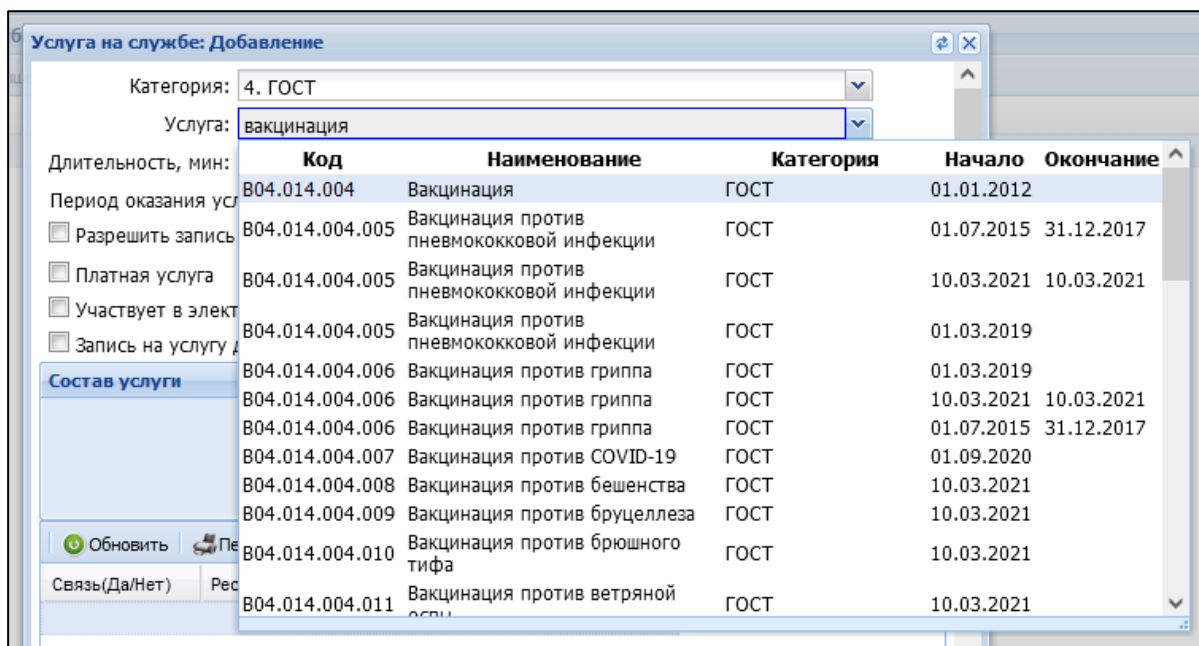 Услуга на службе: Добавление
Категория: 4. ГОСТ
Услуга: вакцинация
Длительность, мин:
Период оказания усл
Разрешить запись
Платная услуга
Участвует в элект
Запись на услугу д
Состав услуги
Обновить Пе
Связь(Да/Нет) Рес
Код Наименование Категория Начало Окончание
B04.014.004 Вакцинация ГОСТ 01.01.2012
B04.014.004.005 Вакцинация против пневмококковой инфекции ГОСТ 01.07.2015 31.12.2017
B04.014.004.005 Вакцинация против пневмококковой инфекции ГОСТ 10.03.2021 10.03.2021
B04.014.004.005 Вакцинация против пневмококковой инфекции ГОСТ 01.03.2019
B04.014.004.006 Вакцинация против гриппа ГОСТ 01.03.2019
B04.014.004.006 Вакцинация против гриппа ГОСТ 10.03.2021 10.03.2021
B04.014.004.006 Вакцинация против гриппа ГОСТ 01.07.2015 31.12.2017
B04.014.004.007 Вакцинация против COVID-19 ГОСТ 01.09.2020
B04.014.004.008 Вакцинация против бешенства ГОСТ 10.03.2021
B04.014.004.009 Вакцинация против бруцеллеза ГОСТ 10.03.2021
B04.014.004.010 Вакцинация против брюшного тифа ГОСТ 10.03.2021
B04.014.004.011 Вакцинация против ветряной оспы ГОСТ 10.03.2021